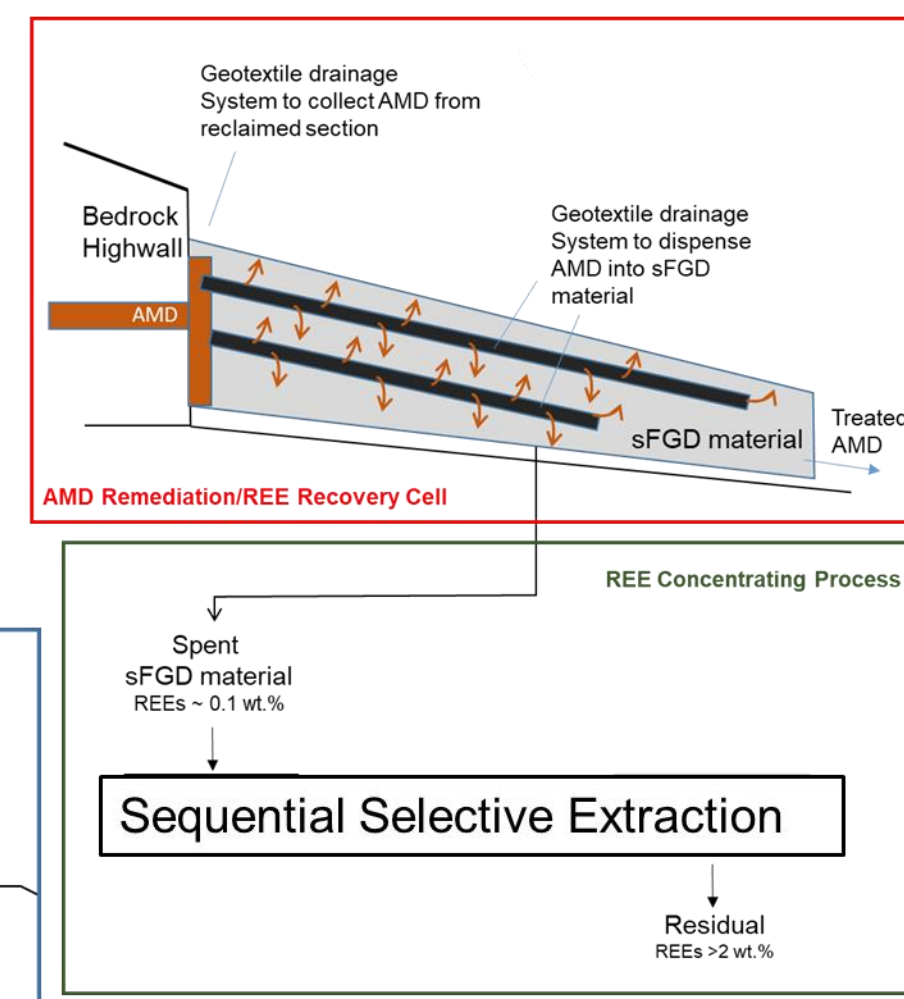 Geotextile drainage
System to collect AMD from
reclaimed section
Bedrock
Highwall
Geotextile drainage
System to dispense
AMD into sFGD
material
AMD
sFGD material
Treated
AMD
AMD Remediation/REE Recovery Cell
REE Concentrating Process
Spent
sFGD material
REEs ~ 0.1 wt.%
Sequential Selective Extraction
Residual
REEs >2 wt.%